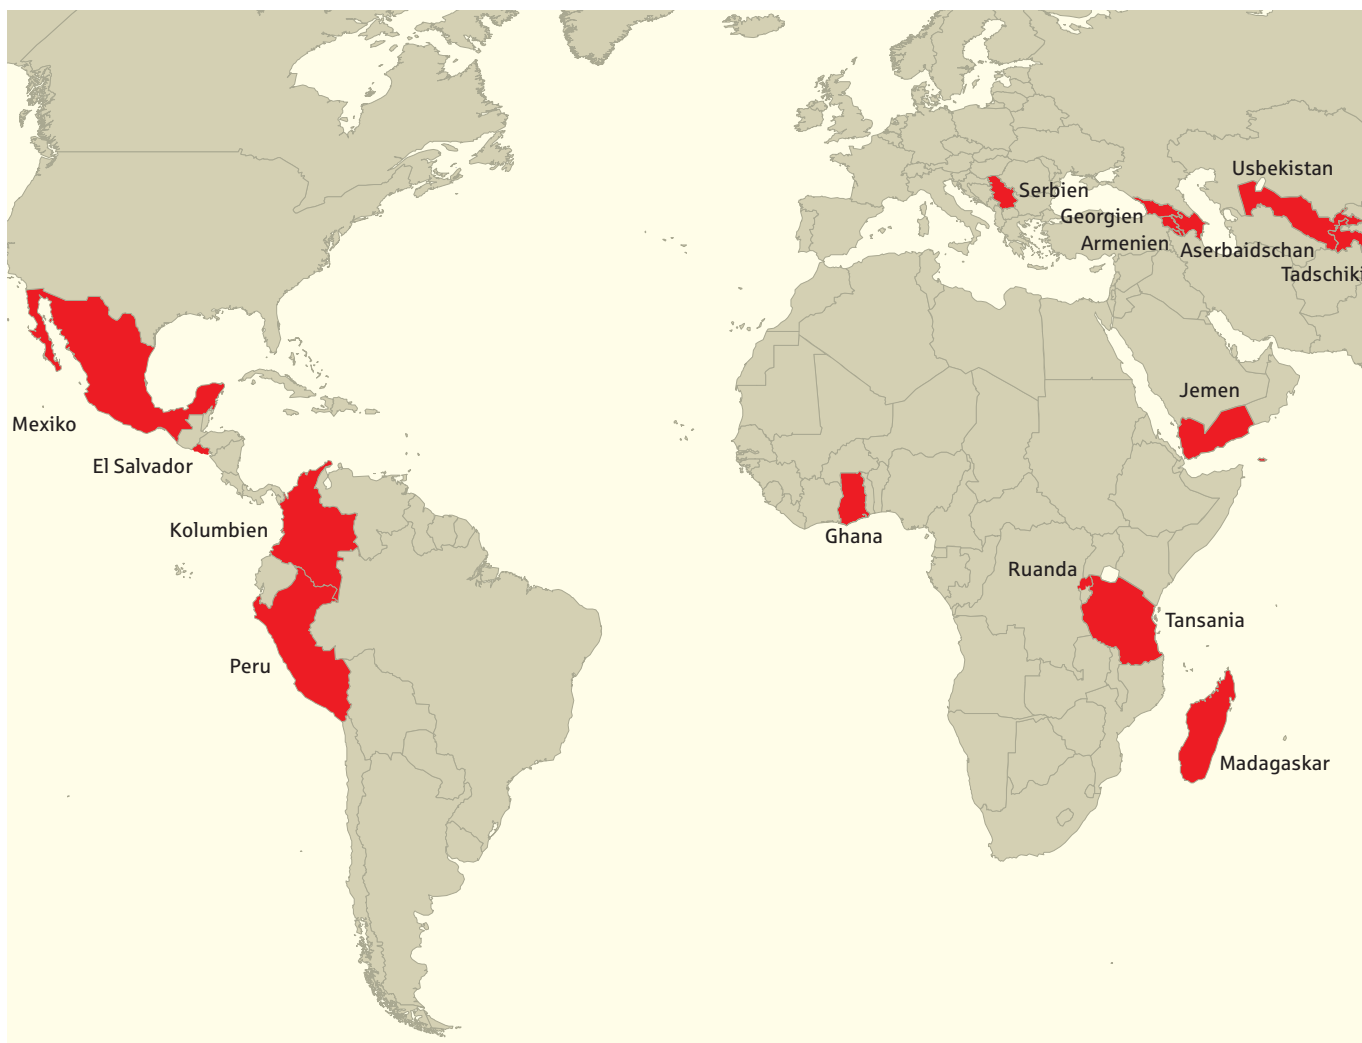 Usbekistan
Serbien
Georgien
Armenien
Aserbaidschan
Tadschiki
Jemen
Mexiko
El Salvador
Kolumbien
Ghana
Ruanda
Tansania
Peru
Madagaskar